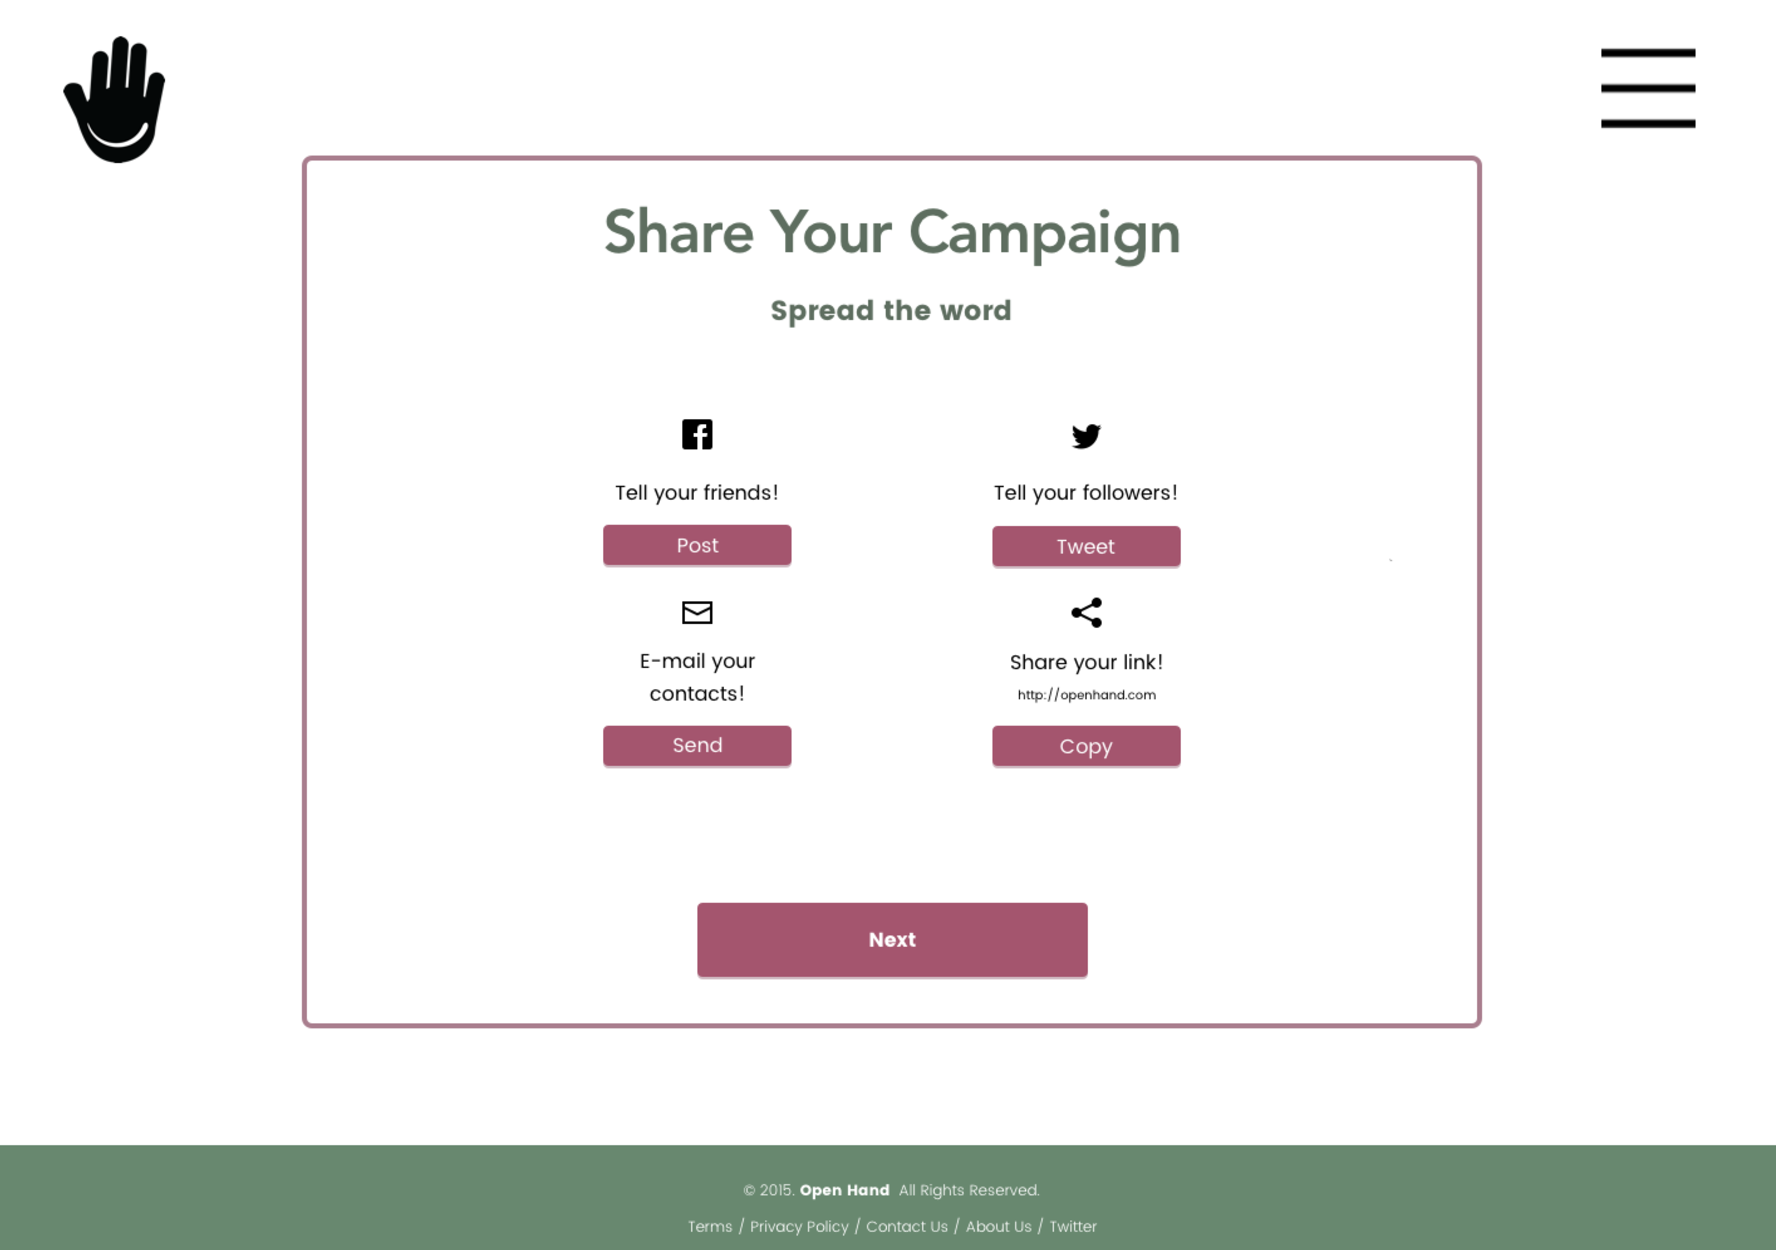 Share Your Campaign
Spread the word
Tell your friends!
Tell your followers!
Post
Tweet
E-mail your
contacts!
Share your link!
http://openhand.com
Send
Copy
Next
© 2015. Open Hand All Rights Reserved.
Terms / Privacy Policy / Contact Us / About Us / Twitter